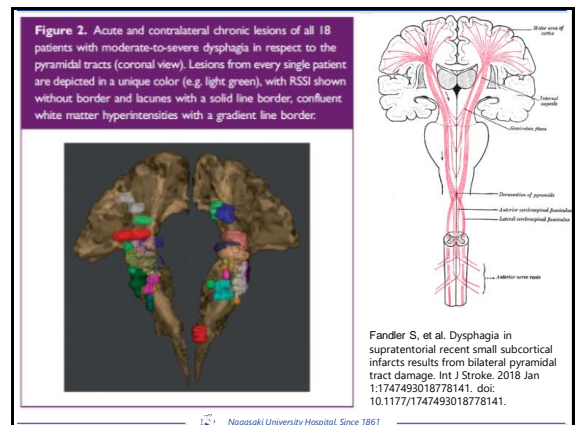 Figure 2. Acute and contralateral chronic lesions of all 18
patients with moderate-to-severe dysphagia in respect to the
pyramidal tracts (coronal view). Lesions from every single patient
are depicted in a unique color (e.g. light green), with RSSI shown
without border and lacunes with a solid line border, confluent
white matter hyperintensities with a gradient line border.
Motor area of
cortex
Internal
capsule
Geniculate fibres
Decussation of pyramids
Anterior cerebrospinal fasciculus
Lateral cerebrospinal fasciculus
Anterior nerve roots
Fandler S, et al. Dysphagia in
supratentorial recent small subcortical
infarcts results from bilateral pyramidal
tract damage. Int J Stroke. 2018 Jan
1:1747493018778141. doi:
10.1177/1747493018778141.
Nagasaki University Hospital, Since 1861